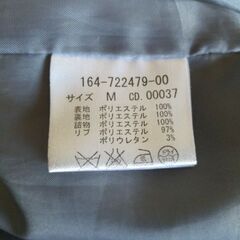 164-722479-00
サイズ M CD.00037
表地 ポリエステル 100%
裏地 ポリエステル 100%
詰物 ポリエステル 100%
リブ ポリエステル 97%
ポリウレタン 3%